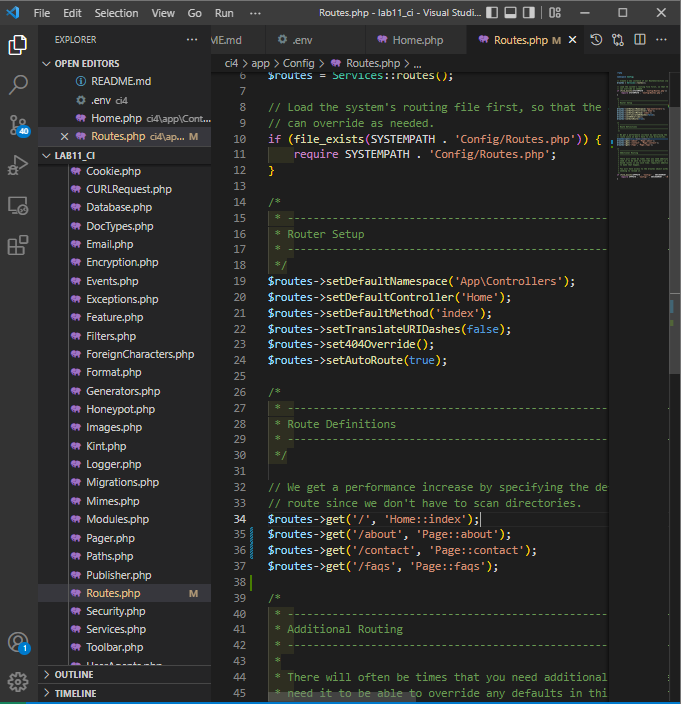 File Edit Selection View Go Run ··· Routes.php - lab11_ci - Visual Studi...
EXPLORER
OPEN EDITORS
README.md
.env ci4
Home.php ci4\app\Cont...
Routes.php ci4\ap... M
LAB11_CI
Cookie.php
CURLRequest.php
Database.php
DocTypes.php
Email.php
Encryption.php
Events.php
Exceptions.php
Feature.php
Filters.php
ForeignCharacters.php
Format.php
Generators.php
Honeypot.php
Images.php
Kint.php
Logger.php
Migrations.php
Mimes.php
Modules.php
Pager.php
Paths.php
Publisher.php
Routes.php M
Security.php
Services.php
Toolbar.php
UserAgents.php
OUTLINE
TIMELINE
40
1
ME.md .env Home.php Routes.php M
ci4 > app > Config > Routes.php > ...
6 $routes = Services::routes();
7
8 // Load the system's routing file first, so that the
9 // can override as needed.
10 if (file_exists(SYSTEMPATH . 'Config/Routes.php')) {
11 require SYSTEMPATH . 'Config/Routes.php';
12 }
13
14 /*
15 * --------------------------------------------------
16 * Router Setup
17 * --------------------------------------------------
18 */
19 $routes->setDefaultNamespace('App\Controllers');
20 $routes->setDefaultController('Home');
21 $routes->setDefaultMethod('index');
22 $routes->setTranslateURIDashes(false);
23 $routes->set404Override();
24 $routes->setAutoRoute(true);
25
26 /*
27 * --------------------------------------------------
28 * Route Definitions
29 * --------------------------------------------------
30 */
31
32 // We get a performance increase by specifying the de
33 // route since we don't have to scan directories.
34 $routes->get('/', 'Home::index');
35 $routes->get('/about', 'Page::about');
36 $routes->get('/contact', 'Page::contact');
37 $routes->get('/faqs', 'Page::faqs');
38
39 /*
40 * --------------------------------------------------
41 * Additional Routing
42 * --------------------------------------------------
43 *
44 * There will often be times that you need additional
45 * need it to be able to override any defaults in thi